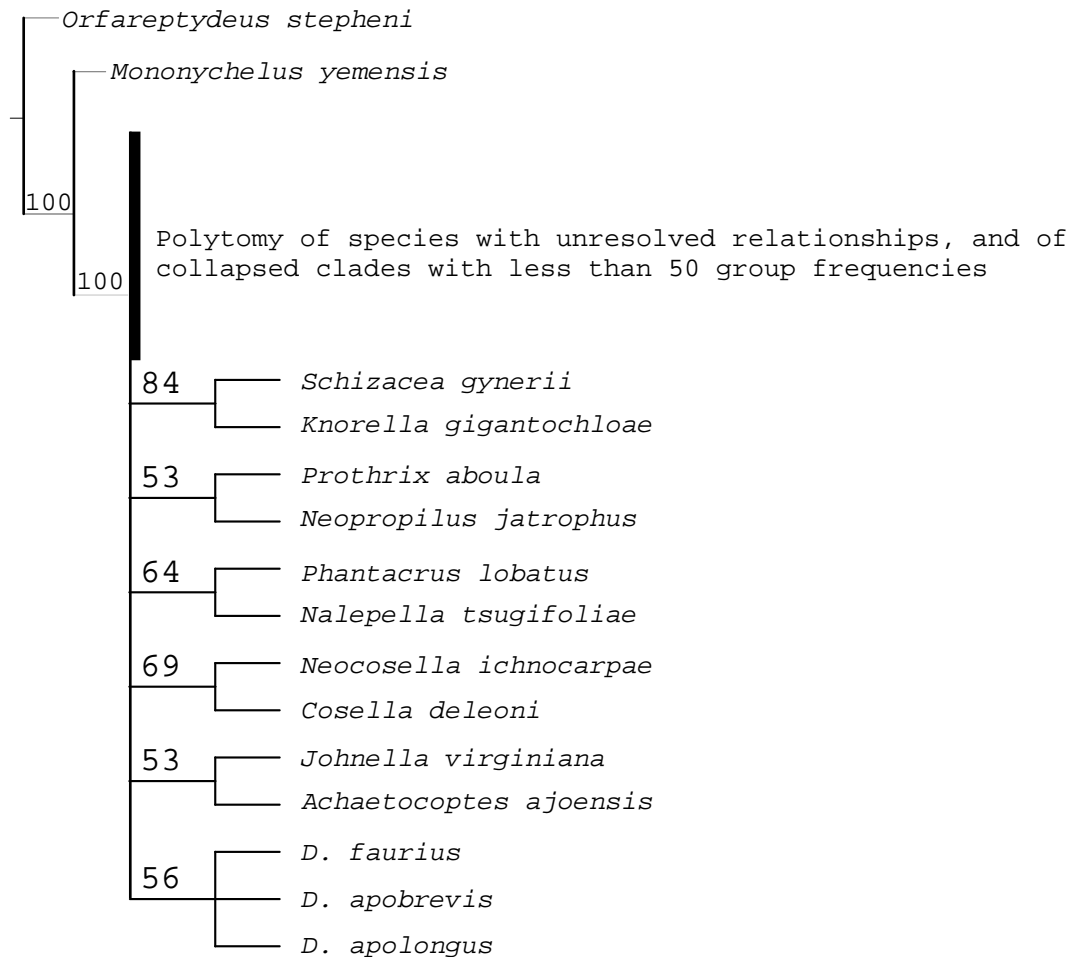 Orfareptydeus stepheni
Mononychelus yemensis
100
Polytomy of species with unresolved relationships, and of
100
collapsed clades with less than 50 group frequencies
84
Schizacea gynerii
Knorella gigantochloae
53
Prothrix aboula
Neopropilus jatrophus
64
Phantacrus lobatus
Nalepella tsugifoliae
69
Neocosella ichnocarpae
Cosella deleoni
53
Johnella virginiana
Achaetocoptes ajoensis
56
D. faurius
D. apobrevis
D. apolongus